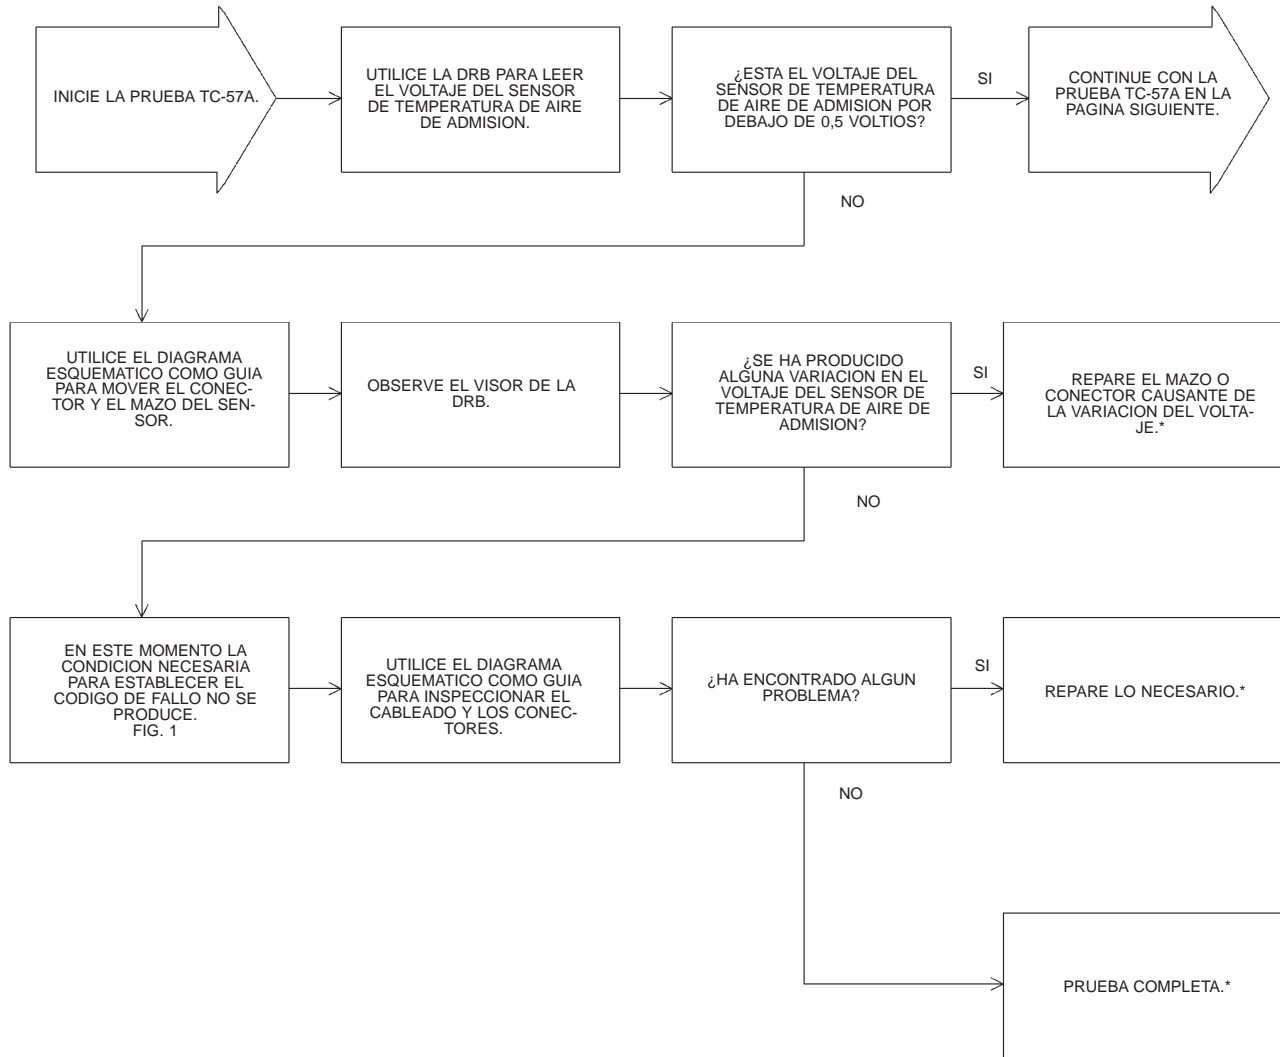 INICIE LA PRUEBA TC-57A.
UTILICE LA DRB PARA LEER
EL VOLTAJE DEL SENSOR
DE TEMPERATURA DE AIRE
DE ADMISION.
¿ESTA EL VOLTAJE DEL
SENSOR DE TEMPERATURA
DE AIRE DE ADMISION POR
DEBAJO DE 0,5 VOLTIOS?
SI
CONTINUE CON LA
PRUEBA TC-57A EN LA
PAGINA SIGUIENTE.
NO
UTILICE EL DIAGRAMA
ESQUEMATICO COMO GUIA
PARA MOVER EL CONEC-
TOR Y EL MAZO DEL SEN-
SOR.
OBSERVE EL VISOR DE LA
DRB.
¿SE HA PRODUCIDO
ALGUNA VARIACION EN EL
VOLTAJE DEL SENSOR DE
TEMPERATURA DE AIRE DE
ADMISION?
SI
REPARE EL MAZO O
CONECTOR CAUSANTE DE
LA VARIACION DEL VOLTA-
JE.*
NO
EN ESTE MOMENTO LA
CONDICION NECESARIA
PARA ESTABLECER EL
CODIGO DE FALLO NO SE
PRODUCE.
FIG. 1
UTILICE EL DIAGRAMA
ESQUEMATICO COMO GUIA
PARA INSPECCIONAR EL
CABLEADO Y LOS CONEC-
TORES.
¿HA ENCONTRADO ALGUN
PROBLEMA?
SI
REPARE LO NECESARIO.*
NO
PRUEBA COMPLETA.*